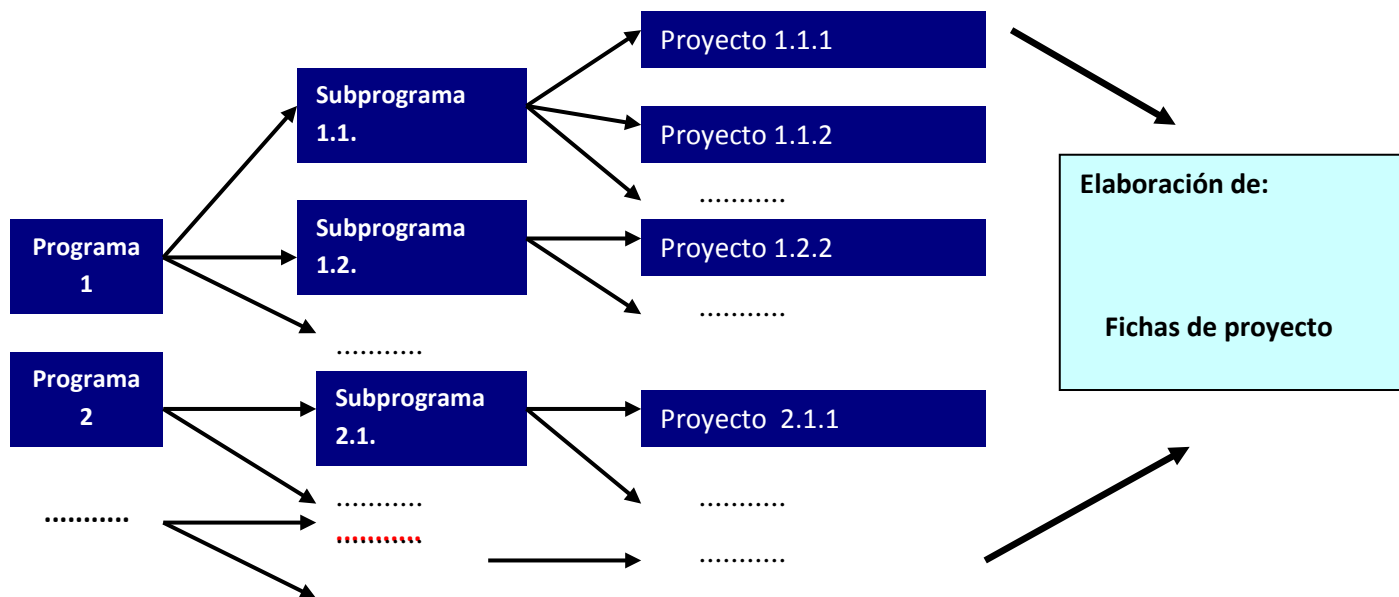 Programa
1
Programa
2
...........
Subprograma
1.1.
Subprograma
1.2.
...........
Subprograma
2.1.
...........
...........
Proyecto 1.1.1
Proyecto 1.1.2
...........
Proyecto 1.2.2
...........
Proyecto 2.1.1
...........
...........
Elaboración de:
Fichas de proyecto